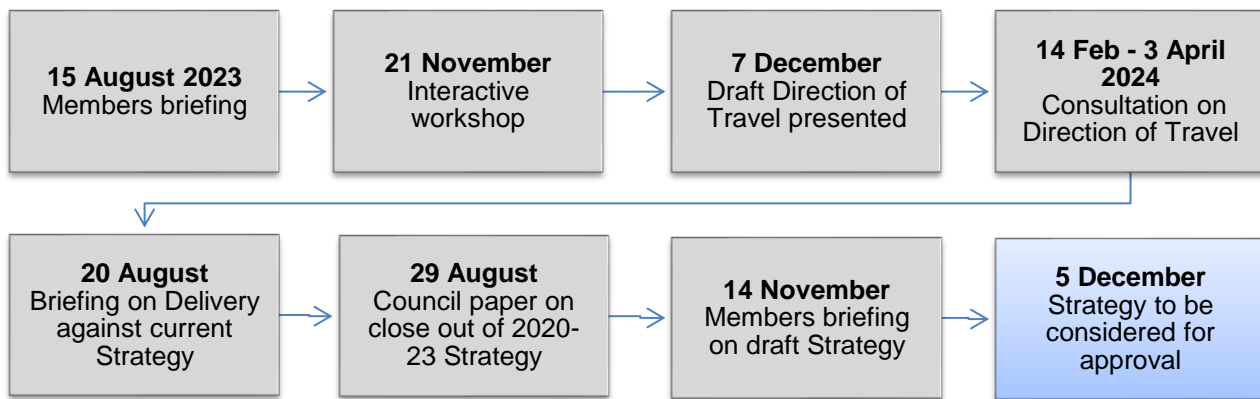 15 August 2023
Members briefing
21 November
Interactive
workshop
7 December
Draft Direction of
Travel presented
14 Feb - 3 April
2024
Consultation on
Direction of Travel
20 August
Briefing on Delivery
against current
Strategy
29 August
Council paper on
close out of 2020-
23 Strategy
14 November
Members briefing
on draft Strategy
5 December
Strategy to be
considered for
approval